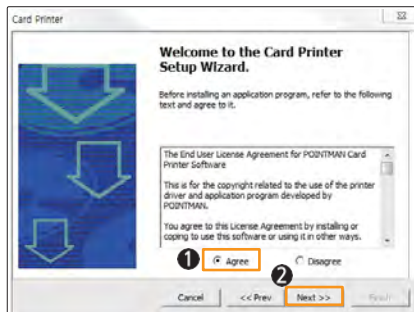 Card Printer
Welcome to the Card Printer
Setup Wizard.
Before installing an application program, refer to the following
text and agree to it.
The End User License Agreement for POINTMAN Card
Printer Software
This is for the copyright related to the use of the printer
driver and application program developed by
POINTMAN.
You agree to this License Agreement by installing or
coping to use this software or using it in other ways.
1 Agree Disagree
2
Cancel << Prev Next >> Finish